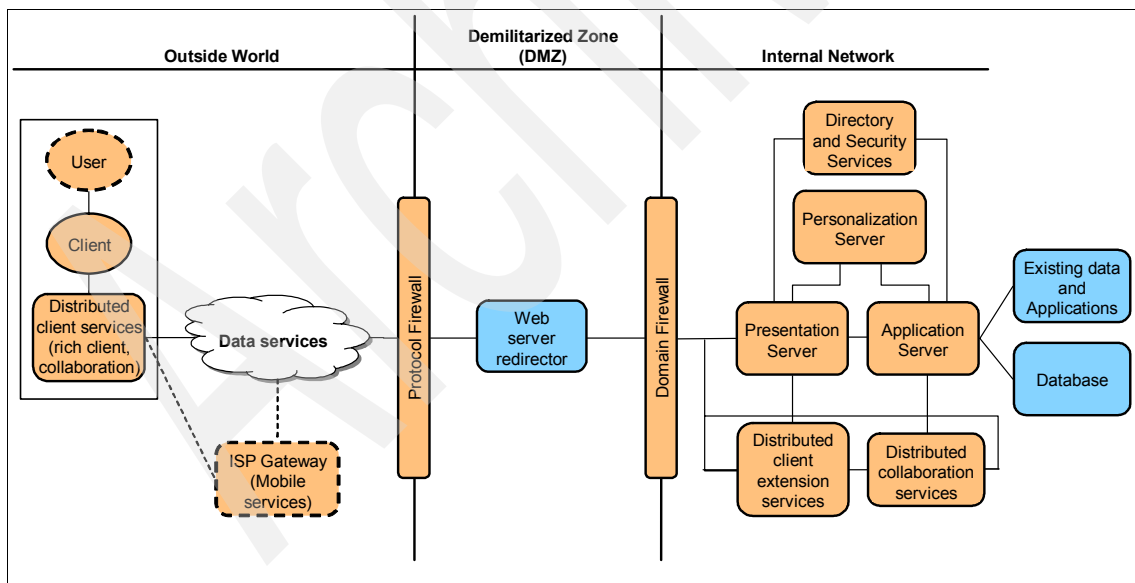 Outside World
Demilitarized Zone
(DMZ)
Internal Network
User
Client
Distributed
client services
(rich client,
collaboration)
Data services
ISP Gateway
(Mobile
services)
Protocol Firewall
Web
server
redirector
Domain Firewall
Directory
and Security
Services
Personalization
Server
Presentation
Server
Application
Server
Existing data
and
Applications
Database
Distributed
client
extension
services
Distributed
collaboration
services